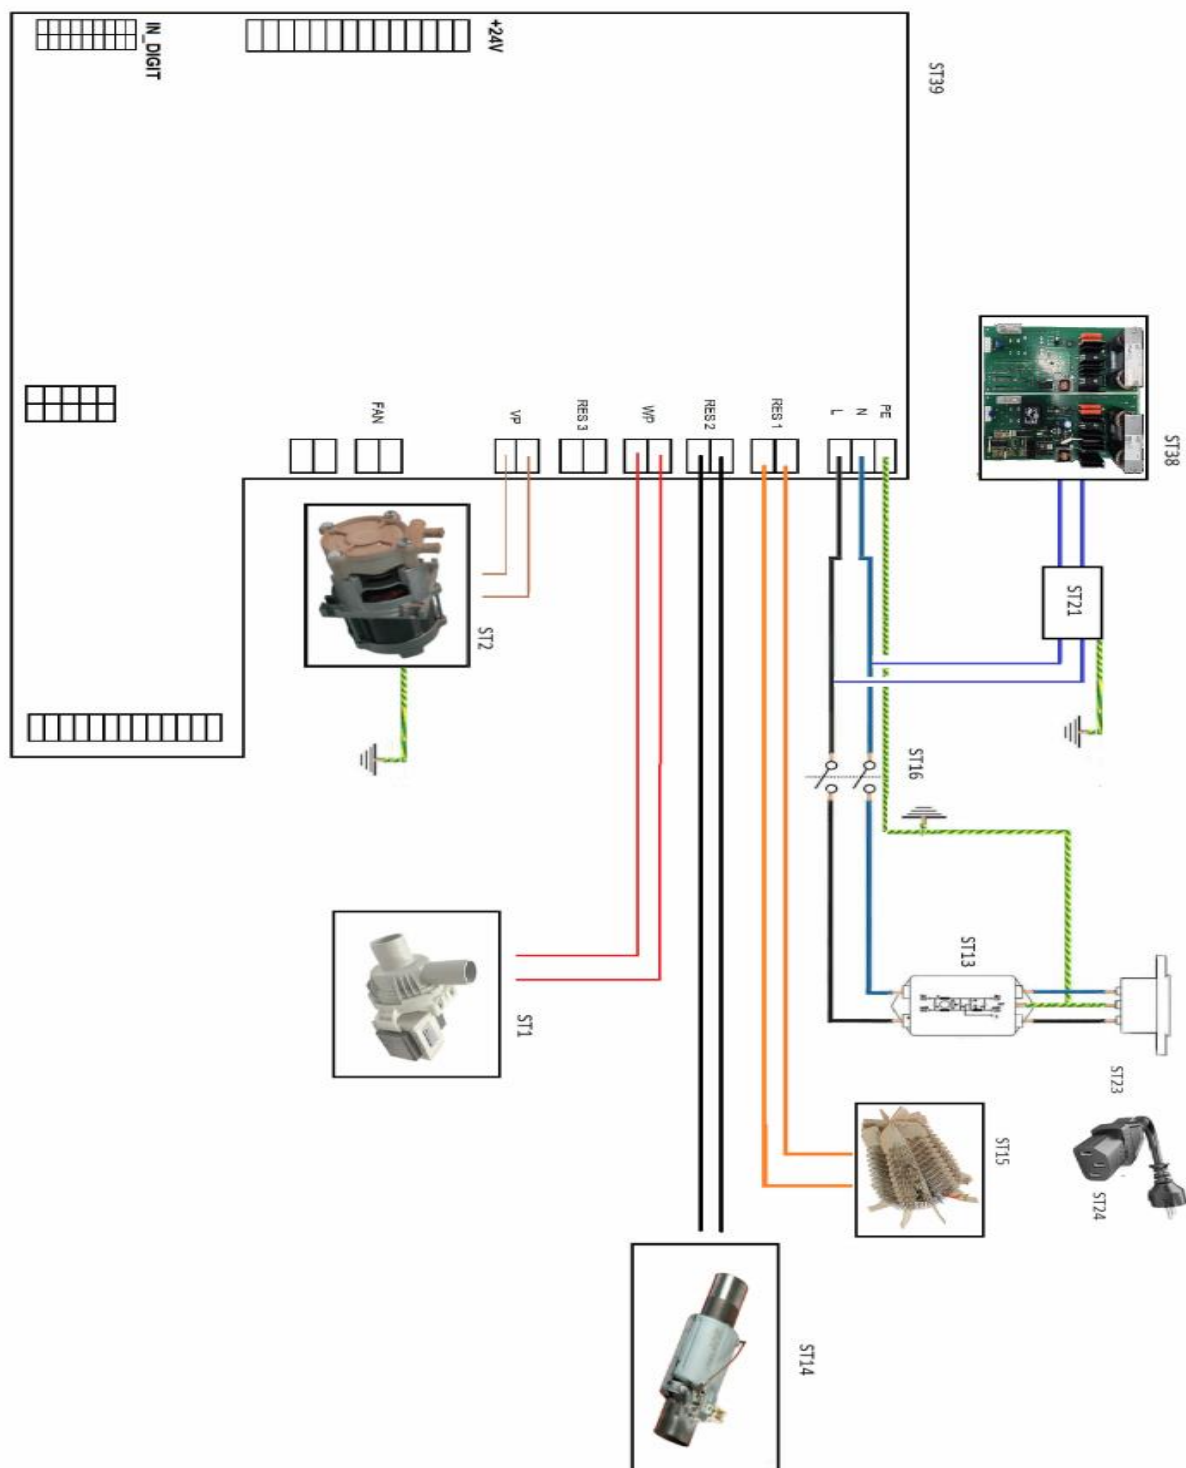 IN_DIGIT
+24V
ST39
ST38
FAN
VP
RES 3
WP
RES 2
RES 1
L
N
PE
ST21
ST2
ST16
ST13
ST1
ST23
ST15
ST24
ST14